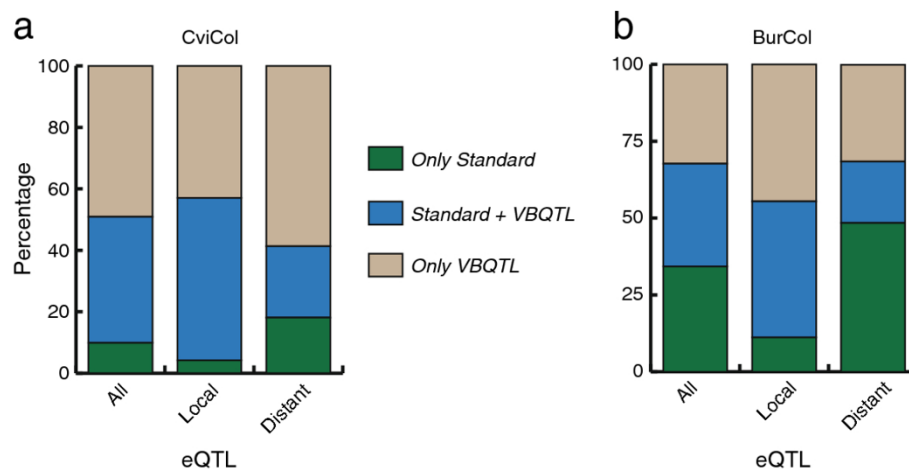 a
CviCol
100
80
60
40
20
0
Percentage
All
Local
Distant
eQTL
Only Standard
Standard + VBQTL
Only VBQTL
b
BurCol
100
75
50
25
0
All
Local
Distant
eQTL